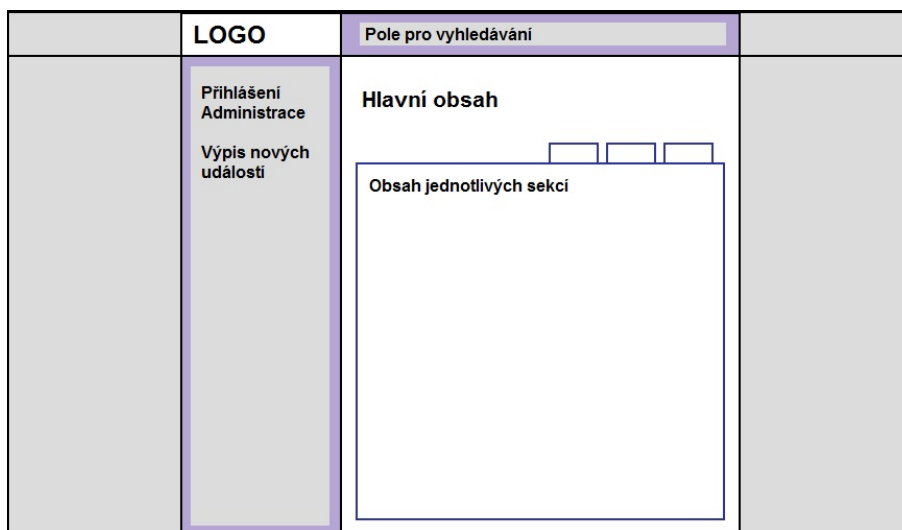 LOGO
Pole pro vyhledávání
Přihlášení
Administrace
Výpis nových
událostí
Hlavní obsah
Obsah jednotlivých sekcí